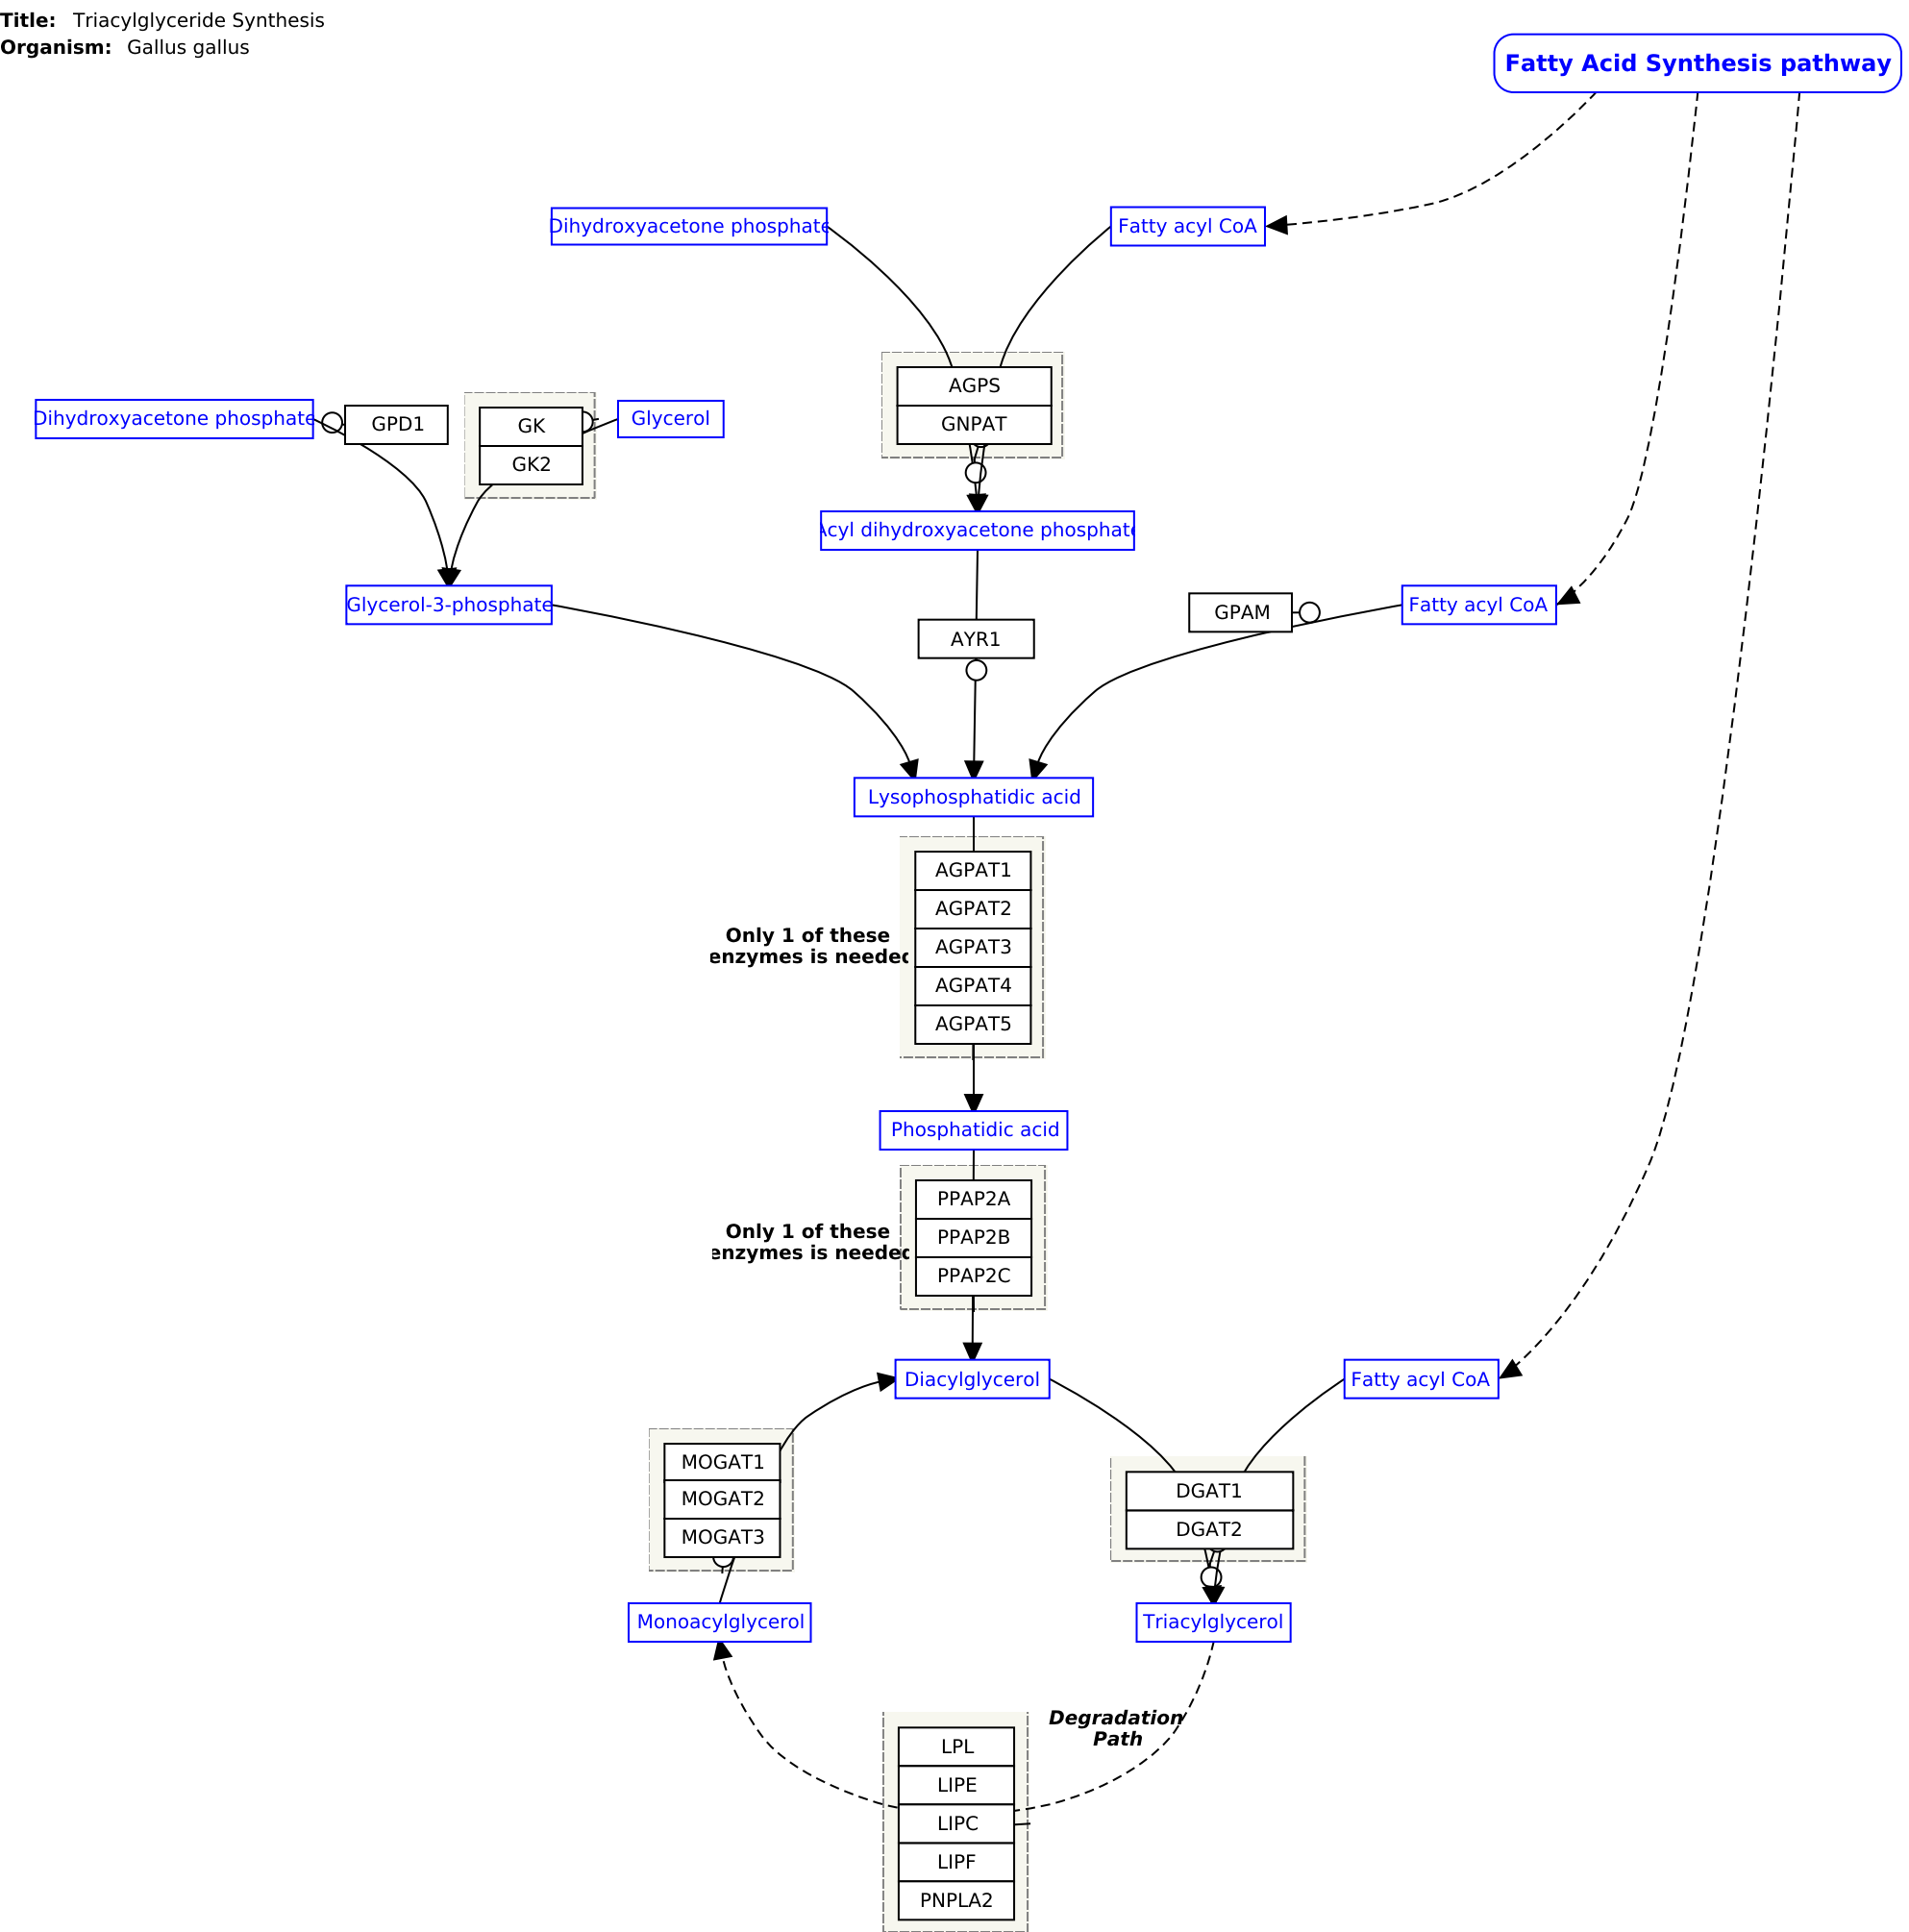 Title: Triacylglyceride Synthesis
Organism: Gallus gallus
Fatty Acid Synthesis pathway
Dihydroxyacetone phosphate
Fatty acyl CoA
AGPS
GNPAT
Dihydroxyacetone phosphate
GPD1
GK
GK2
Glycerol
Acyl dihydroxyacetone phosphate
Glycerol-3-phosphate
AYR1
GPAM
Fatty acyl CoA
Lysophosphatidic acid
AGPAT1
AGPAT2
AGPAT3
AGPAT4
AGPAT5
Only 1 of these
enzymes is needed
Phosphatidic acid
PPAP2A
PPAP2B
PPAP2C
Only 1 of these
enzymes is needed
Diacylglycerol
Fatty acyl CoA
MOGAT1
MOGAT2
MOGAT3
DGAT1
DGAT2
Monoacylglycerol
Triacylglycerol
Degradation
Path
LPL
LIPE
LIPC
LIPF
PNPLA2